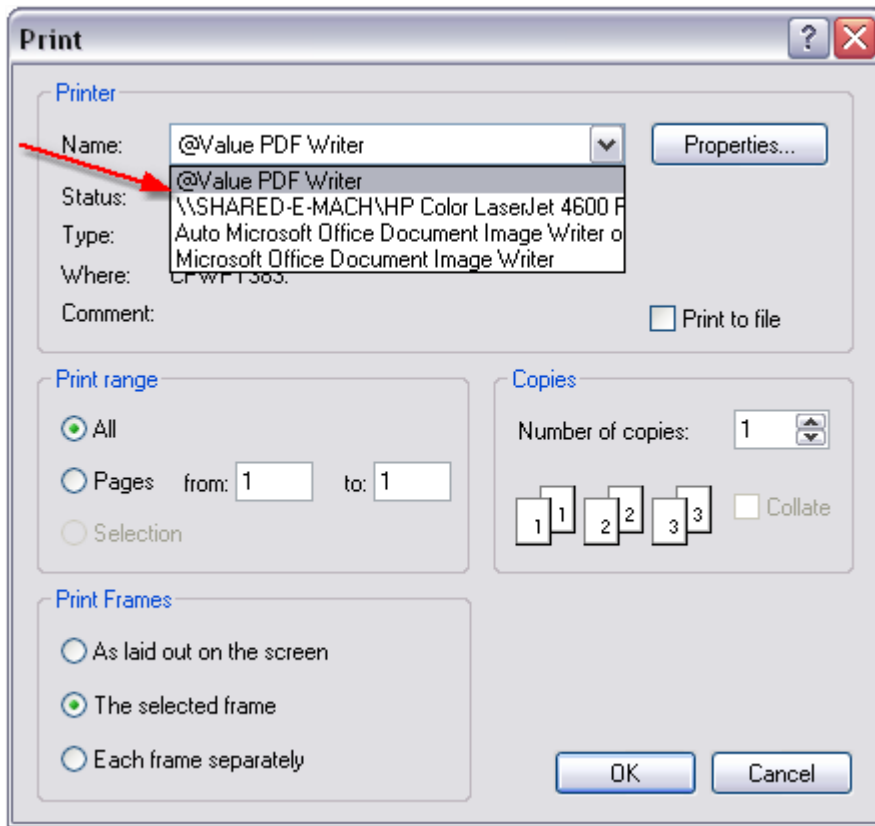 Print
Printer
Name: @Value PDF Writer Properties...
@Value PDF Writer
Status:
\\SHARED-E-MACH\HP Color LaserJet 4600
Type: Auto Microsoft Office Document Image Writer
Microsoft Office Document Image Writer
Where:
Comment: Print to file
Print range
All
Pages from: 1 to: 1
Selection
Copies
Number of copies: 1
1 1 2 2 3 3 Collate
Print Frames
As laid out on the screen
The selected frame
Each frame separately
OK Cancel